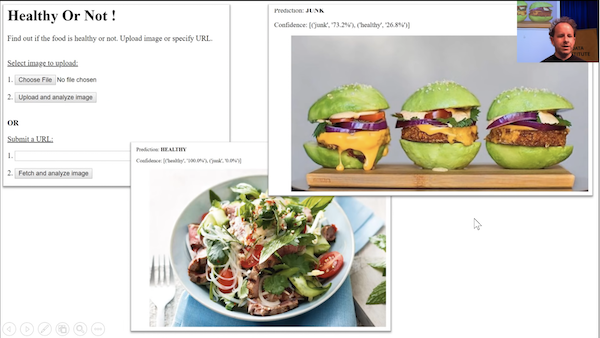 Healthy Or Not !
Find out if the food is healthy or not. Upload image or specify URL.
Select image to upload:
1. Choose File No file chosen
2. Upload and analyze image
OR
Submit a URL:
1.
2. Fetch and analyze image
Prediction: HEALTHY
Confidence: [('healthy', '100.0%'), ('junk', '0.0%')]
Prediction: JUNK
Confidence: [('junk', '73.2%'), ('healthy', '26.8%')]